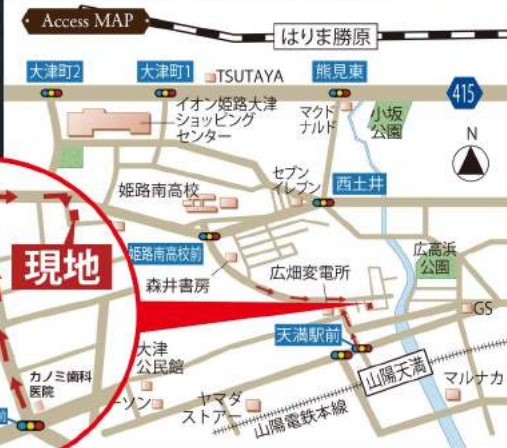 Access MAP
はりま勝原
大津町2
大津町1
TSUTAYA
熊見東
415
イオン姫路大津
ショッピング
センター
マクド
ナルド
小坂
公園
N
姫路南高校
セブン
イレブン
西土井
現地
姫路南高校前
森井書房
広畑変電所
広高浜
公園
GS
天満駅前
カノミ歯科
医院
大津
公民館
ーソン
ヤマダ
ストアー
山陽天満
山陽電鉄本線
マルナカ
前